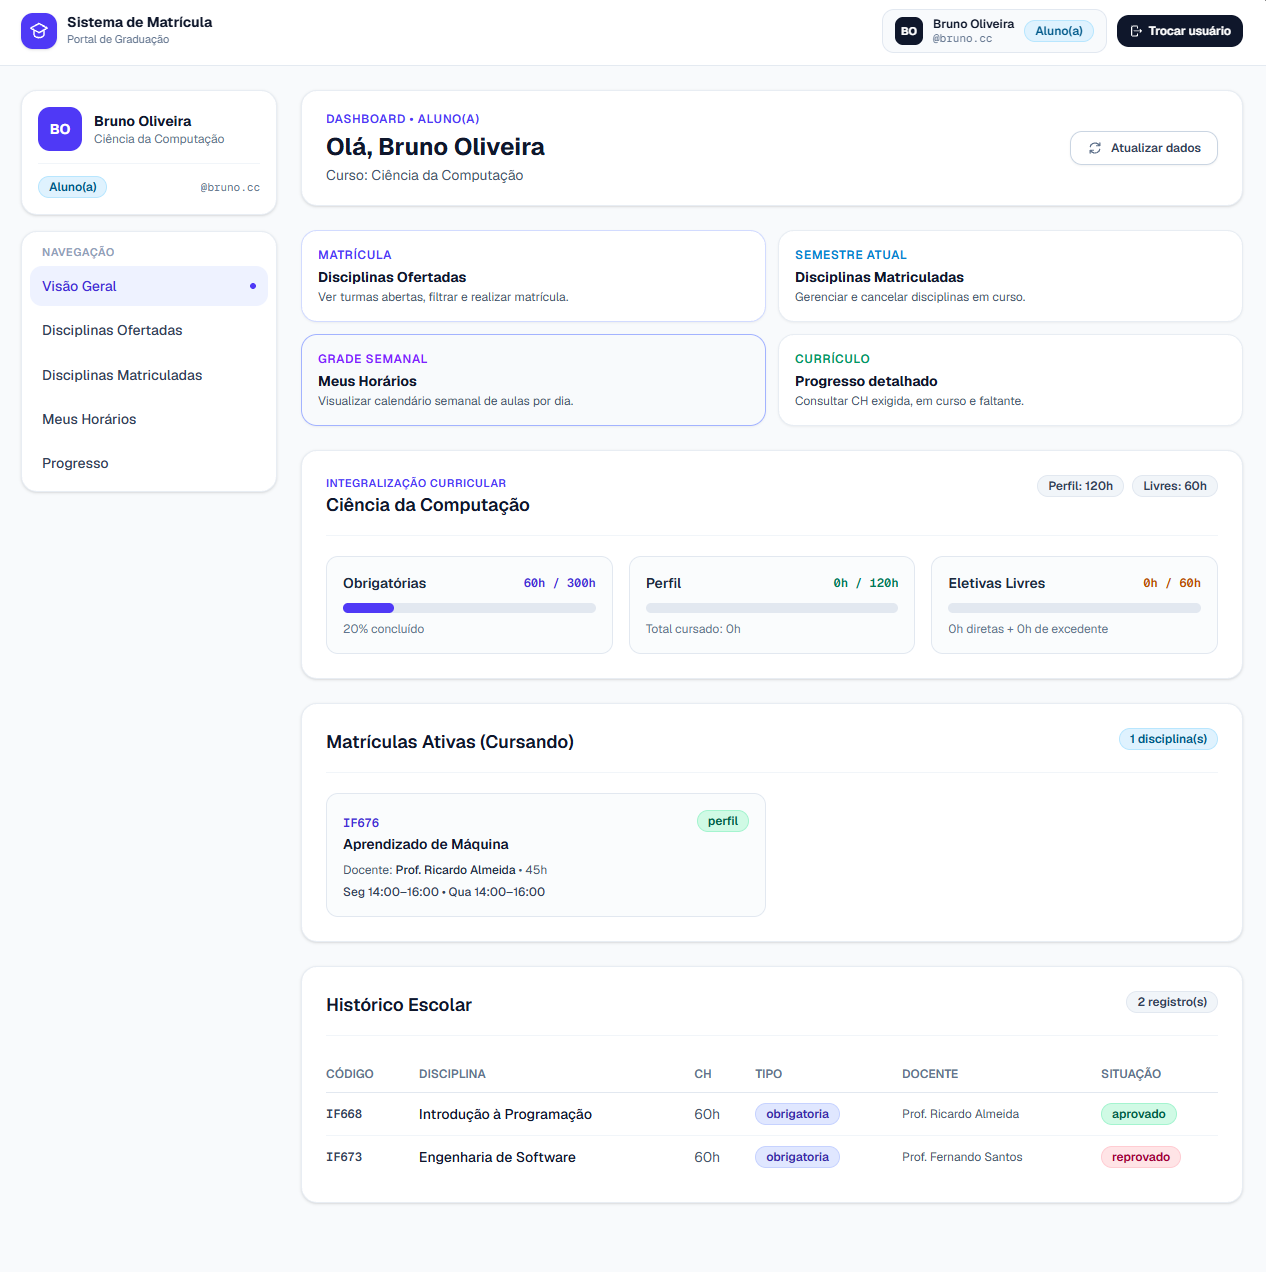 Sistema de Matrícula
Portal de Graduação
BO
Bruno Oliveira
@bruno.cc
Aluno(a)
Trocar usuário
BO
Bruno Oliveira
Ciência da Computação
Aluno(a)
@bruno.cc
NAVEGAÇÃO
Visão Geral
Disciplinas Ofertadas
Disciplinas Matriculadas
Meus Horários
Progresso
DASHBOARD • ALUNO(A)
Olá, Bruno Oliveira
Curso: Ciência da Computação
Atualizar dados
MATRÍCULA
Disciplinas Ofertadas
Ver turmas abertas, filtrar e realizar matrícula.
SEMESTRE ATUAL
Disciplinas Matriculadas
Gerenciar e cancelar disciplinas em curso.
GRADE SEMANAL
Meus Horários
Visualizar calendário semanal de aulas por dia.
CURRÍCULO
Progresso detalhado
Consultar CH exigida, em curso e faltante.
INTEGRALIZAÇÃO CURRICULAR
Ciência da Computação
Perfil: 120h
Livres: 60h
Obrigatórias 60h / 300h
20% concluído
Perfil 0h / 120h
Total cursado: 0h
Eletivas Livres 0h / 60h
0h diretas + 0h de excedente
Matrículas Ativas (Cursando)
1 disciplina(s)
IF676
perfil
Aprendizado de Máquina
Docente: Prof. Ricardo Almeida • 45h
Seg 14:00–16:00 • Qua 14:00–16:00
Histórico Escolar
2 registro(s)
CÓDIGO DISCIPLINA CH TIPO DOCENTE SITUAÇÃO
IF668 Introdução à Programação 60h obrigatoria Prof. Ricardo Almeida aprovado
IF673 Engenharia de Software 60h obrigatoria Prof. Fernando Santos reprovado